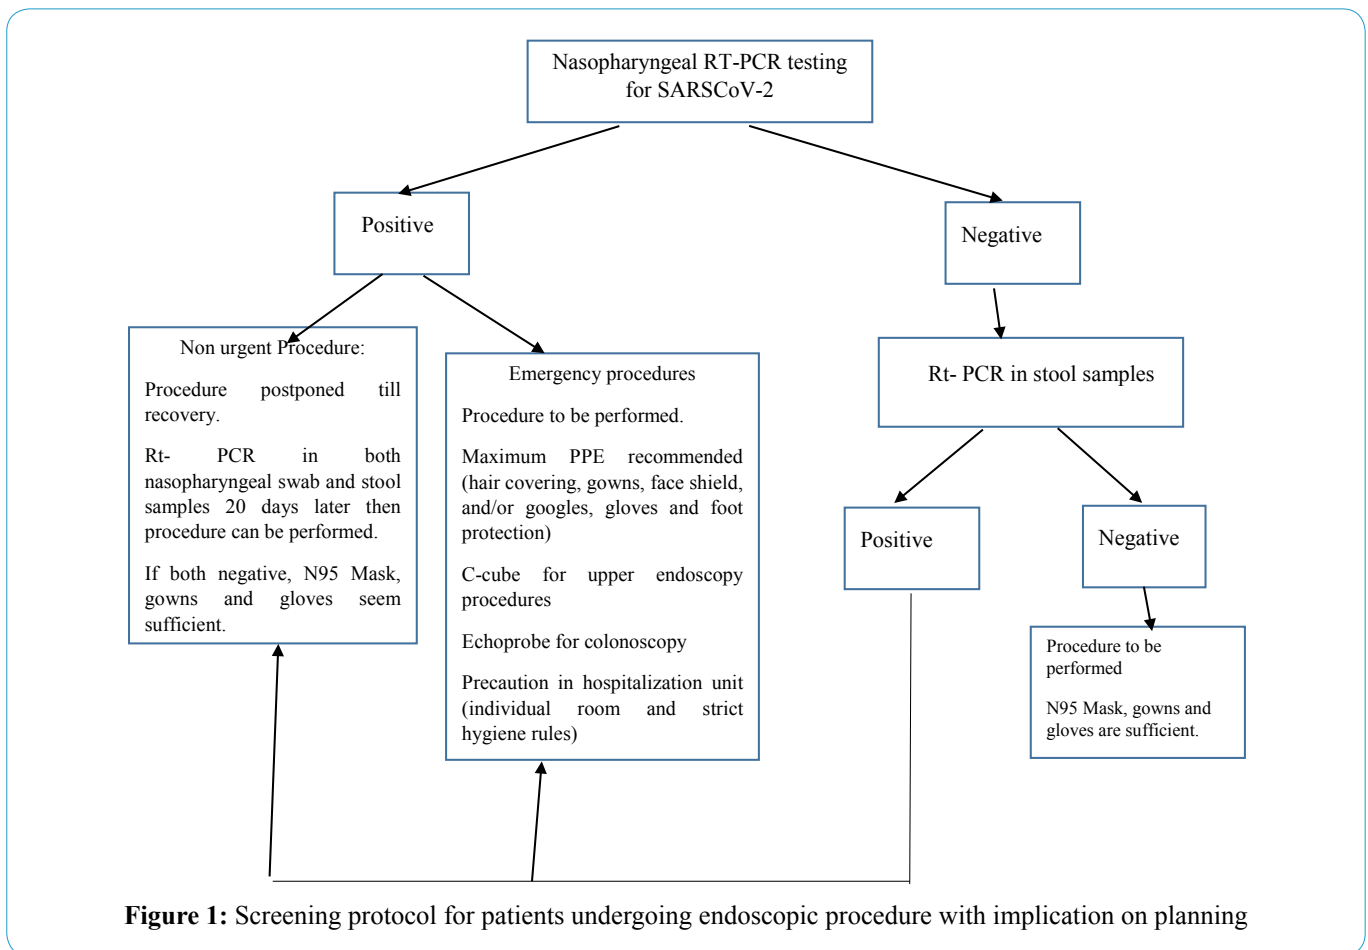 Nasopharyngeal RT-PCR testing
for SARSCoV-2
Positive
Negative
Non urgent Procedure:
Procedure postponed till
recovery.
Rt- PCR in both
nasopharyngeal swab and stool
samples 20 days later then
procedure can be performed.
If both negative, N95 Mask,
gowns and gloves seem
sufficient.
Emergency procedures
Procedure to be performed.
Maximum PPE recommended
(hair covering, gowns, face shield,
and/or googles, gloves and foot
protection)
C-cube for upper endoscopy
procedures
Echoprobe for colonoscopy
Precaution in hospitalization unit
(individual room and strict
hygiene rules)
Rt- PCR in stool samples
Positive
Negative
Procedure to be
performed
N95 Mask, gowns and
gloves are sufficient.
Figure 1: Screening protocol for patients undergoing endoscopic procedure with implication on planning